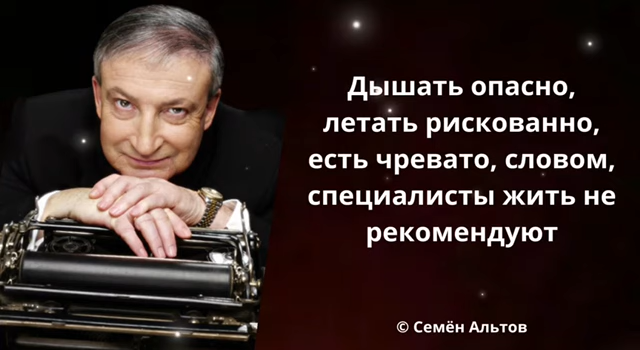 Дышать опасно,
летать рискованно,
есть чревато, словом,
специалисты жить не
рекомендуют
© Семён Альтов